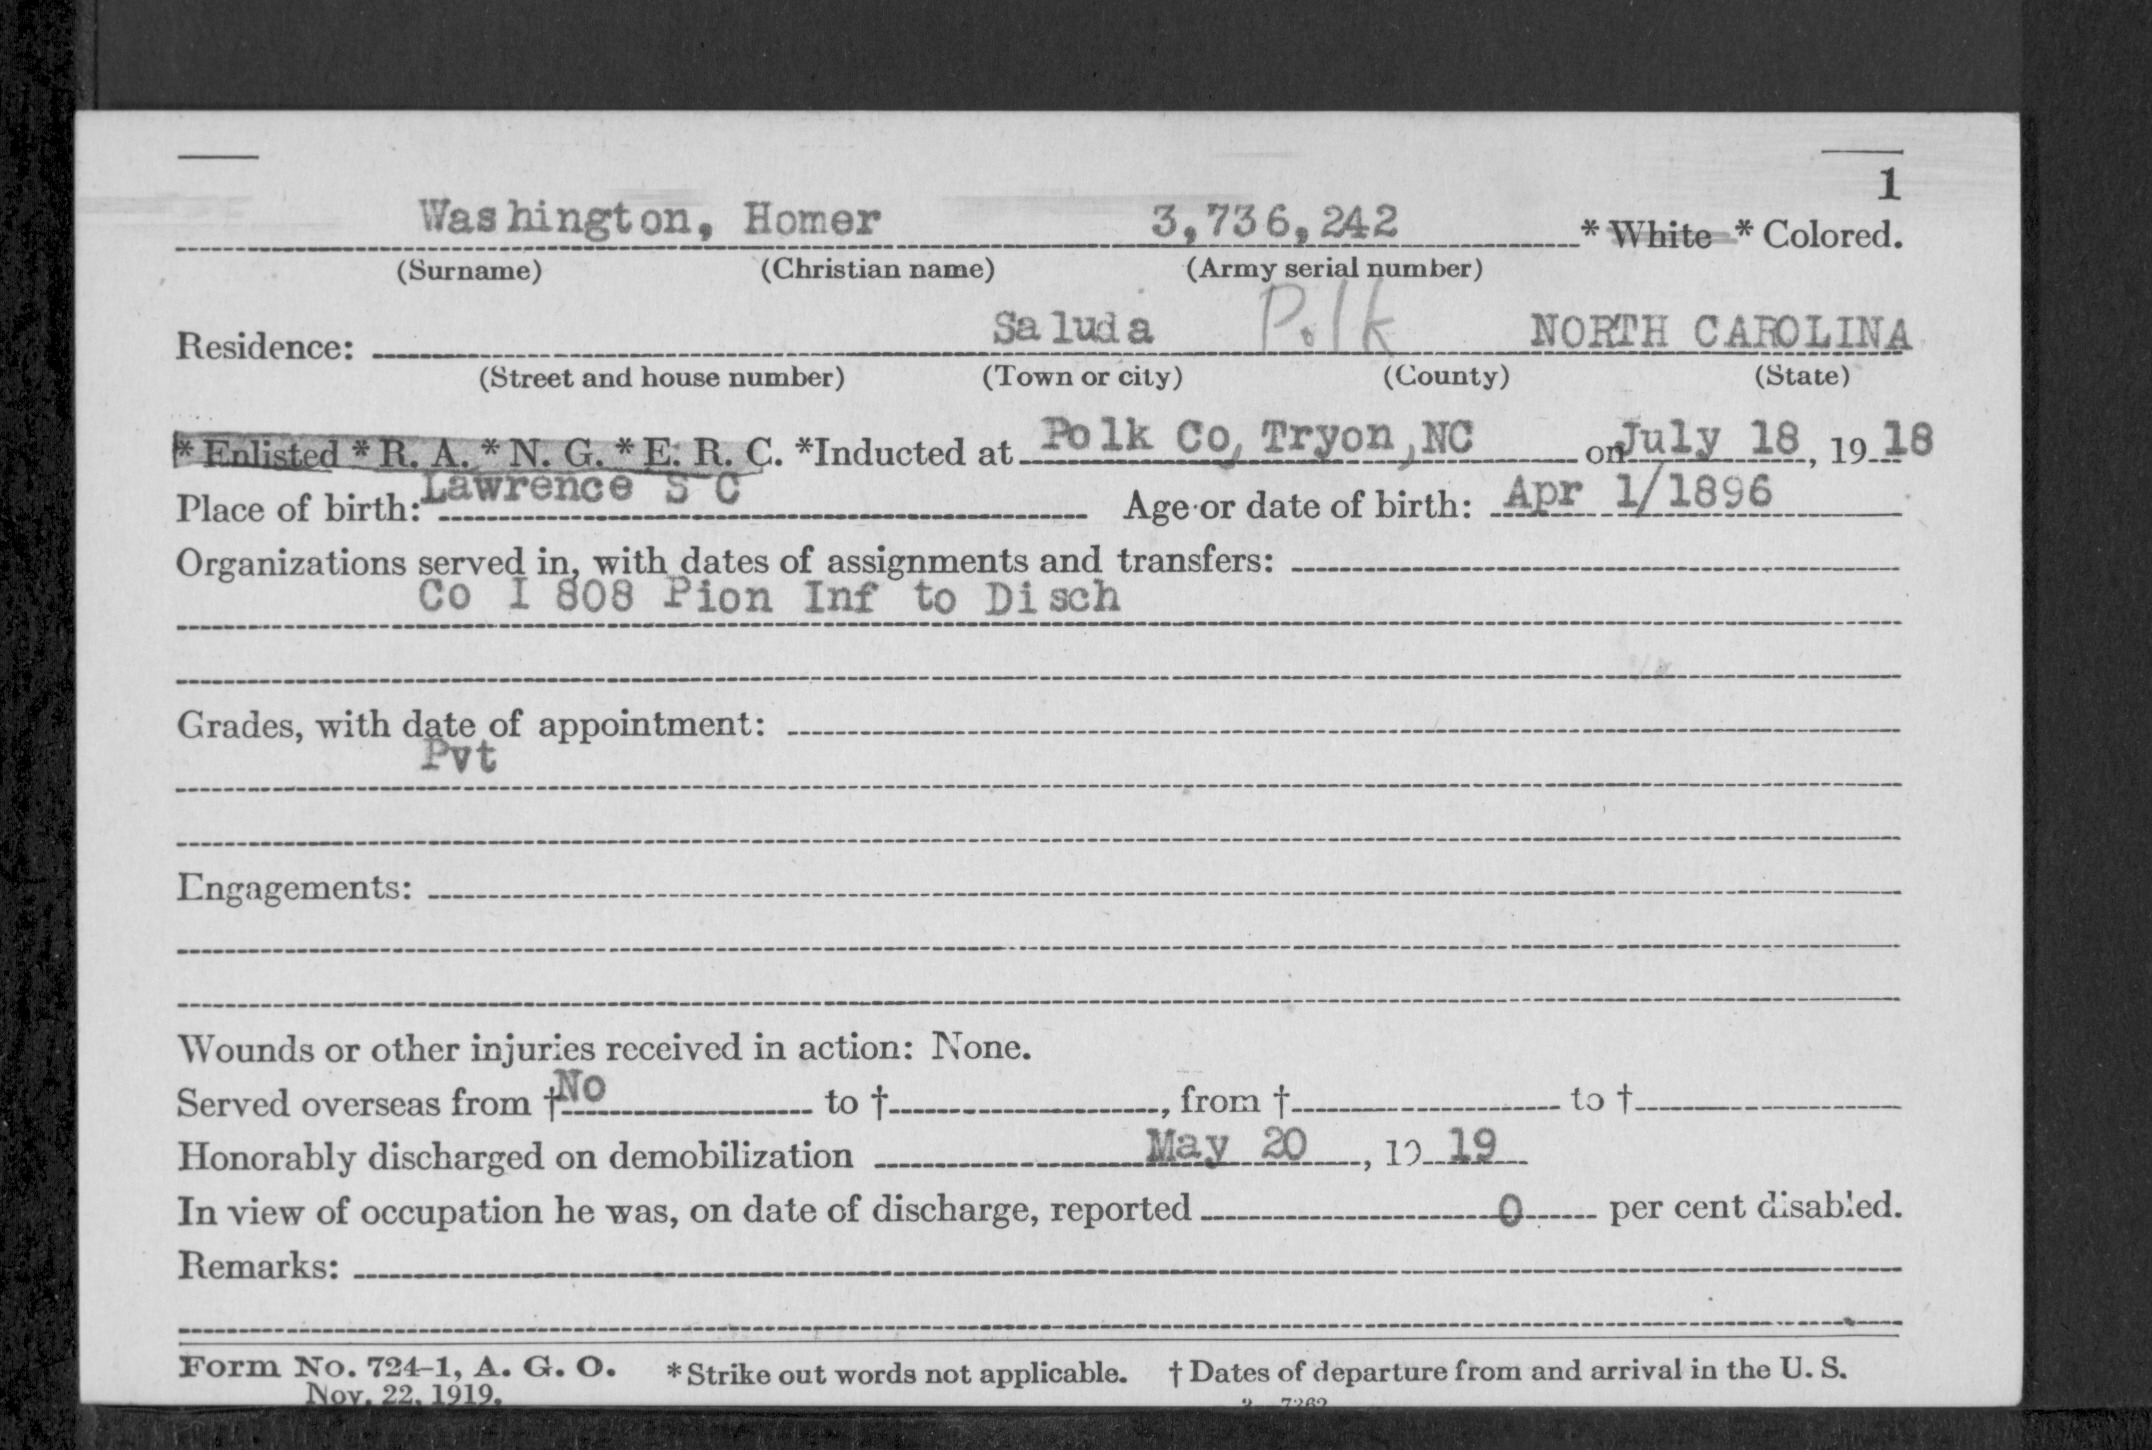 1
Washington, Homer 3,736,242 * White * Colored.
(Surname) (Christian name) (Army serial number)
Residence: Saluda Polk NORTH CAROLINA
(Street and house number) (Town or city) (County) (State)
* Enlisted * R. A. * N. G. * E. R. C. *Inducted at Polk Co, Tryon, NC on July 18, 19 18
Place of birth: Lawrence S C Age or date of birth: Apr 1/1896
Organizations served in, with dates of assignments and transfers:
Co I 808 Pion Inf to Disch
Grades, with date of appointment:
Pvt
Engagements:
Wounds or other injuries received in action: None.
Served overseas from † No to †, from † to †
Honorably discharged on demobilization May 20, 19 19
In view of occupation he was, on date of discharge, reported 0 per cent disabled.
Remarks:
Form No. 724-1, A. G. O. * Strike out words not applicable. † Dates of departure from and arrival in the U. S.
Nov. 22, 1919.